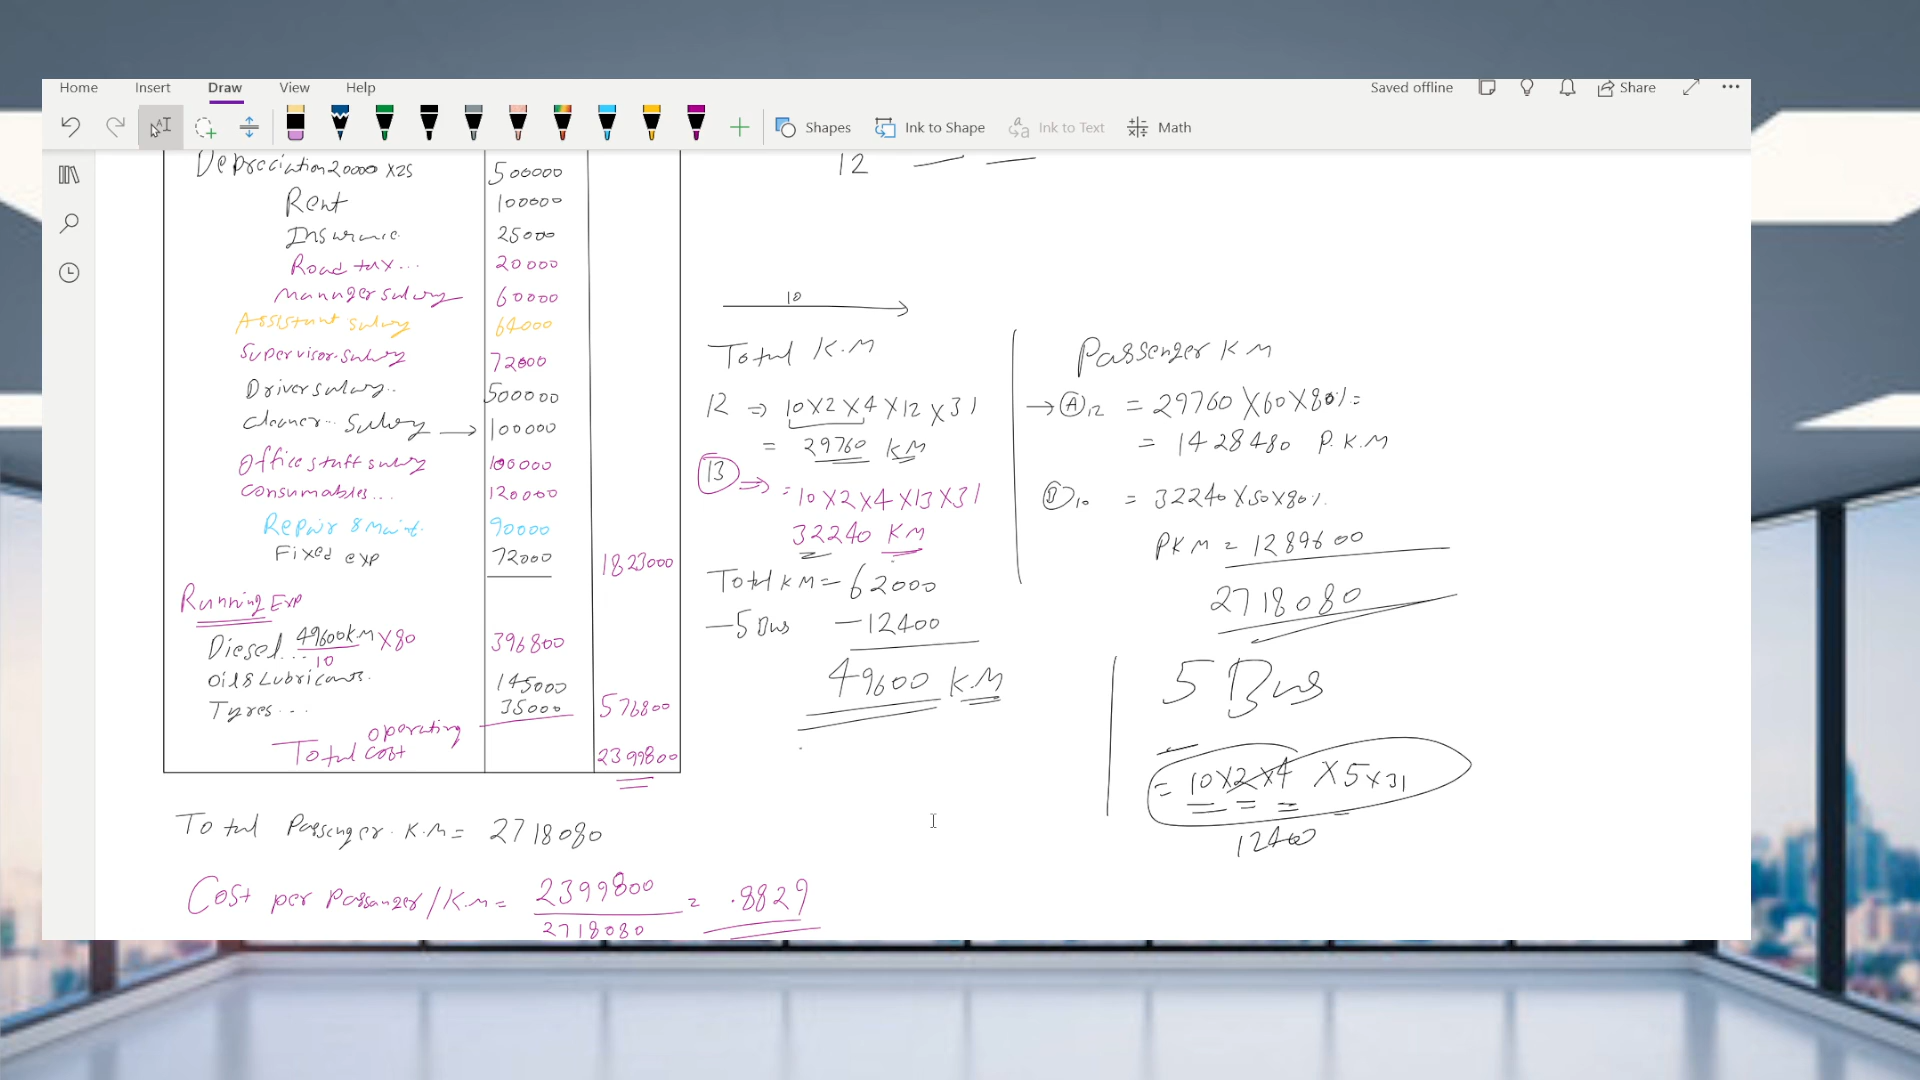 Home Insert Draw View Help Saved offline Share
Shapes Ink to Shape Ink to Text Math
Depreciation 20000 X25 500000
Rent 100000
Insurance. 25000
Road tax... 20000
Manager salary 60000
Assistant salary 64000
Supervisor salary 72000
Driver salary.. 500000
Cleaner.. Salary → 100000
Office staff salary 100000
Consumables... 120000
Repair & Maint. 90000
Fixed exp 72000 1823000
Running Exp
Diesel... 49600KM X80 396800
10
Oil & Lubricants. 145000
Tyres... 35000 576800
operating
Total Cost 2399800
Total Passenger. K.M = 2718080
Cost per Passanger/K.M = 2399800 = .8829
2718080
12
10
Total K.M
12 ⇒ 10X2X4X12X31
= 29760 KM
13 ⇒ = 10X2X4X13X31
32240 KM
Total KM = 62000
-5 Bus -12400
49600 K.M
Passenger KM
→ A 12 = 29760 X60X80%=
= 1428480 P.K.M
B 10 = 32240X50X80%.
PKM = 1289600
2718080
5 Bus
= 10X2X4 X5X31
12400